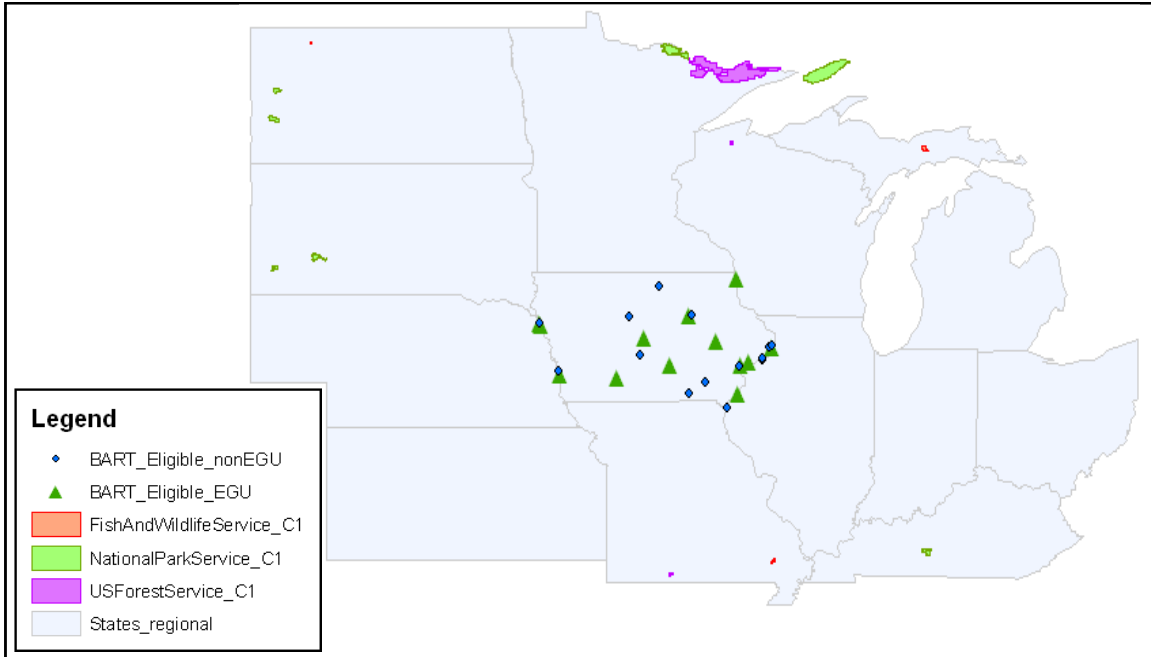 Legend
BART_Eligible_nonEGU
BART_Eligible_EGU
FishAndWildlifeService_C1
NationalParkService_C1
USForestService_C1
States_regional